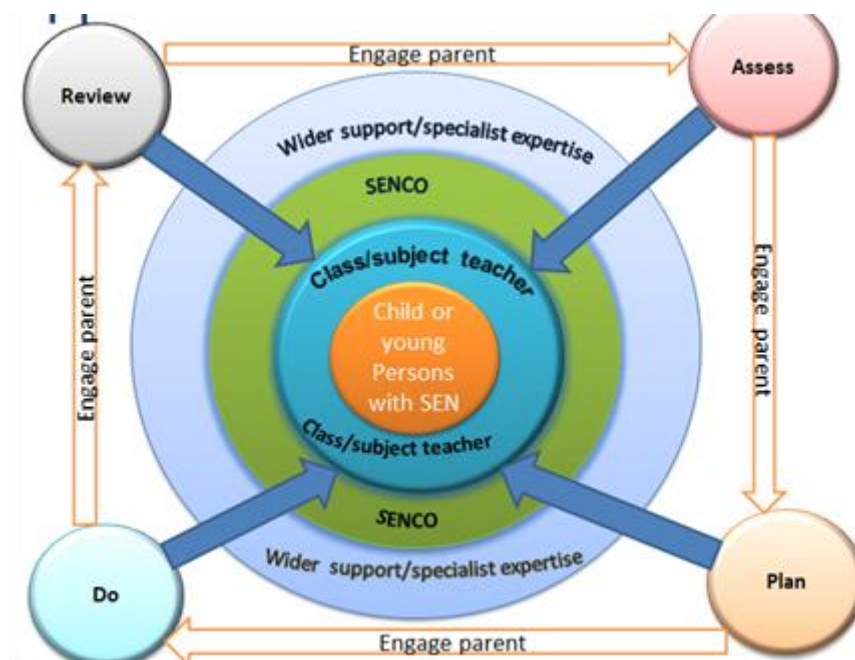 Engage parent
Review
Assess
Wider support/specialist expertise
SENCO
Class/subject teacher
Child or
young
Persons
with SEN
Class/subject teacher
SENCO
Wider support/specialist expertise
Engage parent
Engage parent
Do
Plan
Engage parent